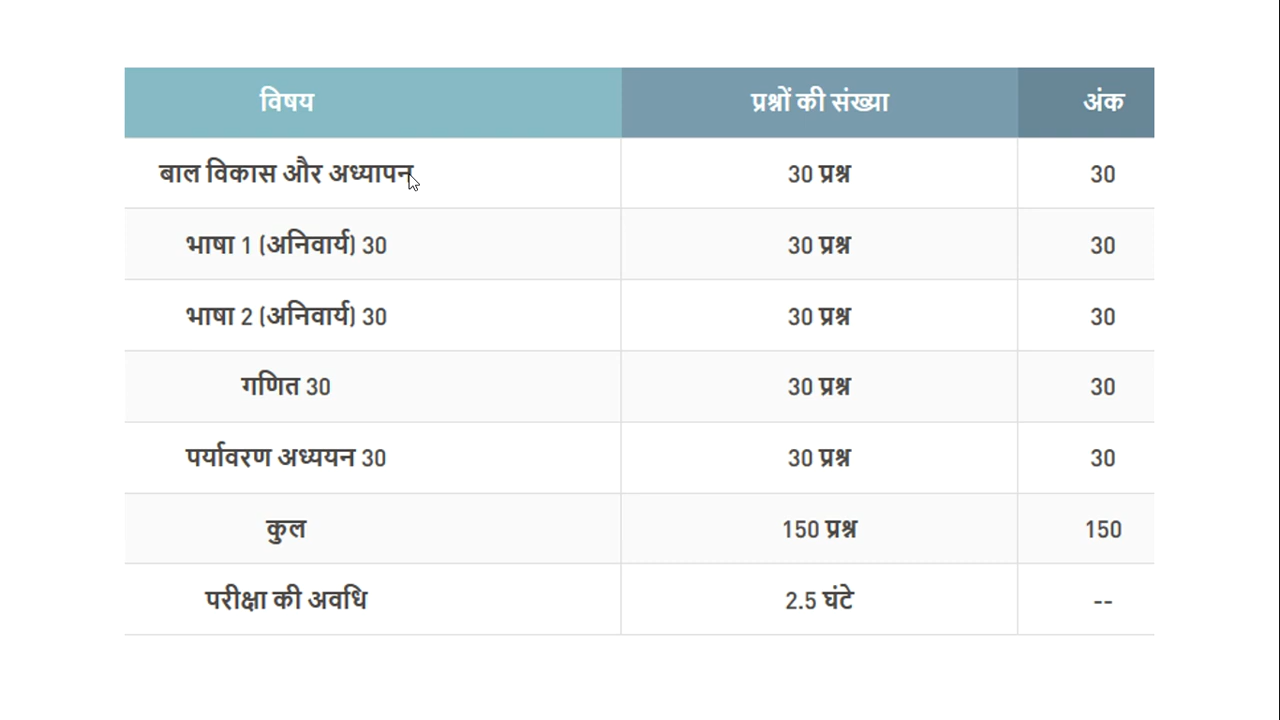 विषय प्रश्नों की संख्या अंक
बाल विकास और अध्यापन 30 प्रश्न 30
भाषा 1 (अनिवार्य) 30 30 प्रश्न 30
भाषा 2 (अनिवार्य) 30 30 प्रश्न 30
गणित 30 30 प्रश्न 30
पर्यावरण अध्ययन 30 30 प्रश्न 30
कुल 150 प्रश्न 150
परीक्षा की अवधि 2.5 घंटे --